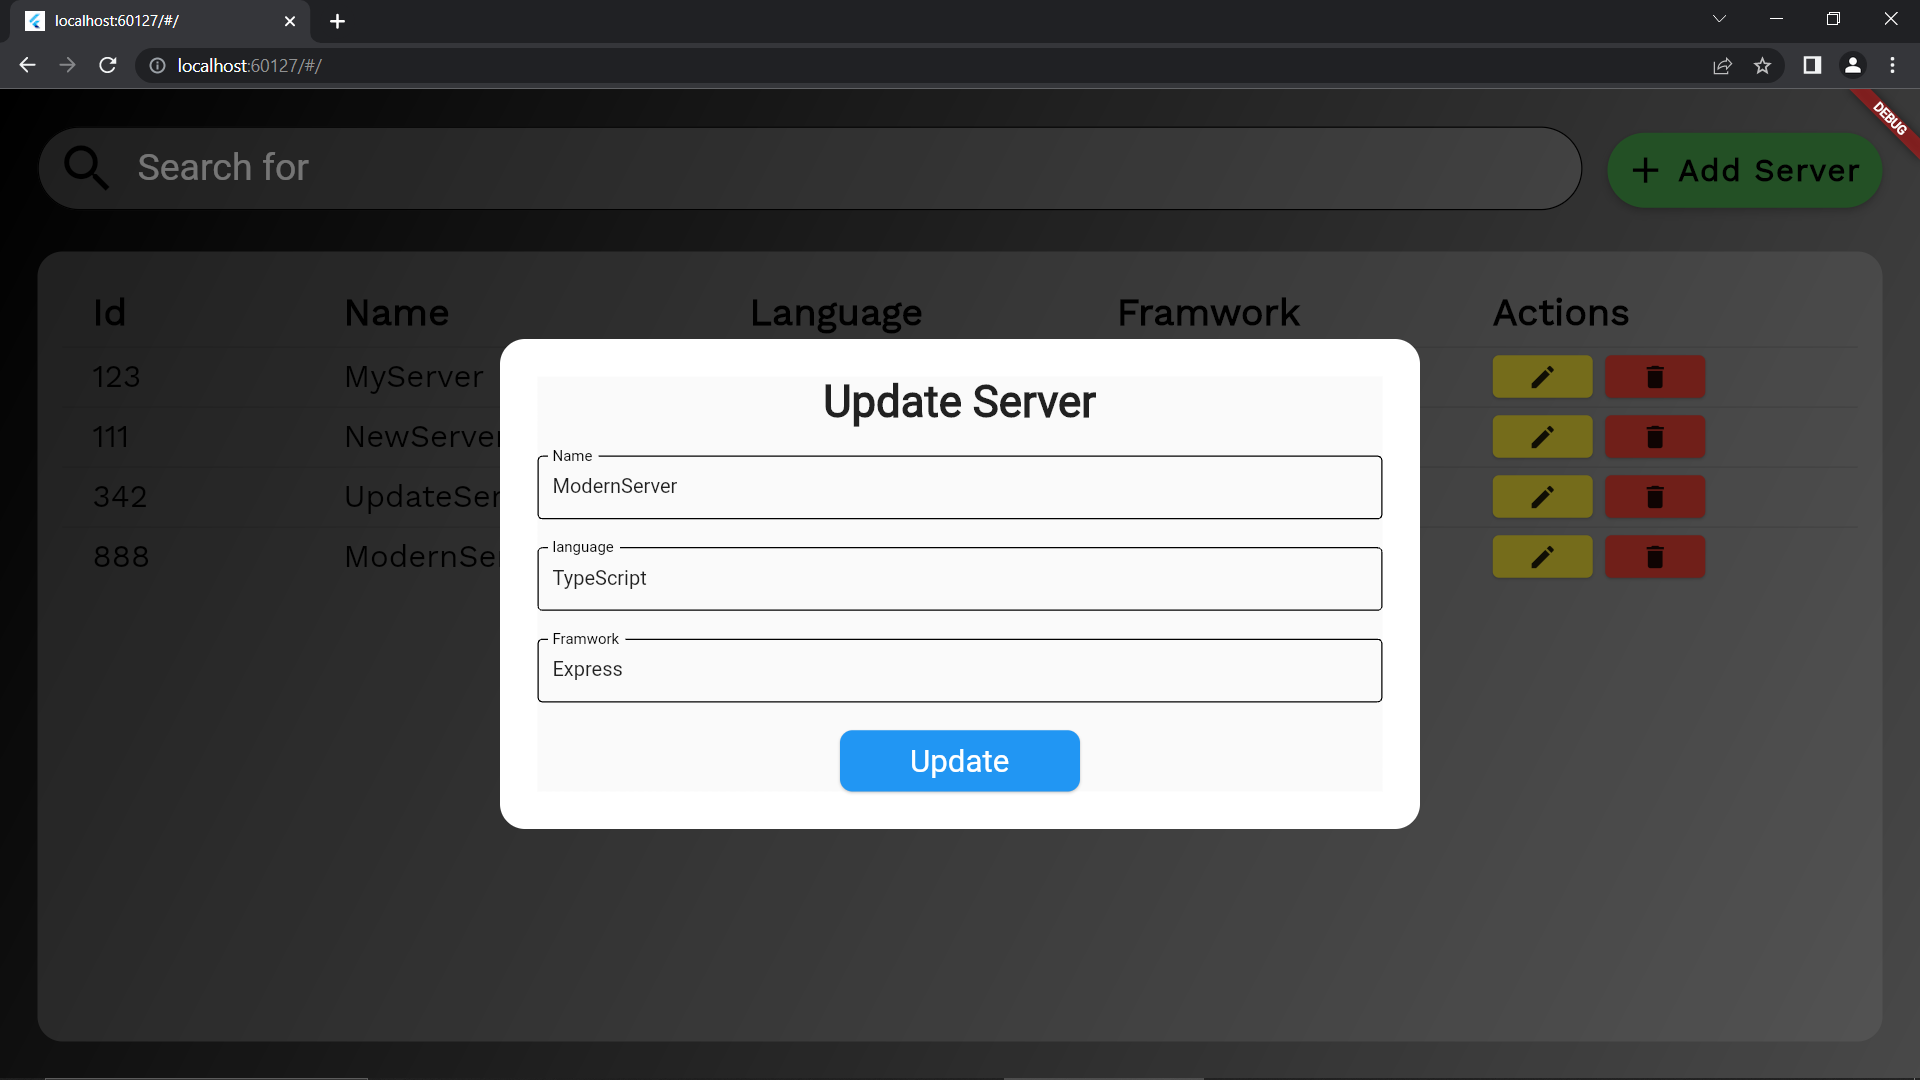 localhost:60127/#/
localhost:60127/#/
DEBUG
Search for
+ Add Server
Id Name Language Framwork Actions
123 MyServer
111 NewServer
342 UpdateSer
888 ModernSe
Update Server
Name
ModernServer
language
TypeScript
Framwork
Express
Update